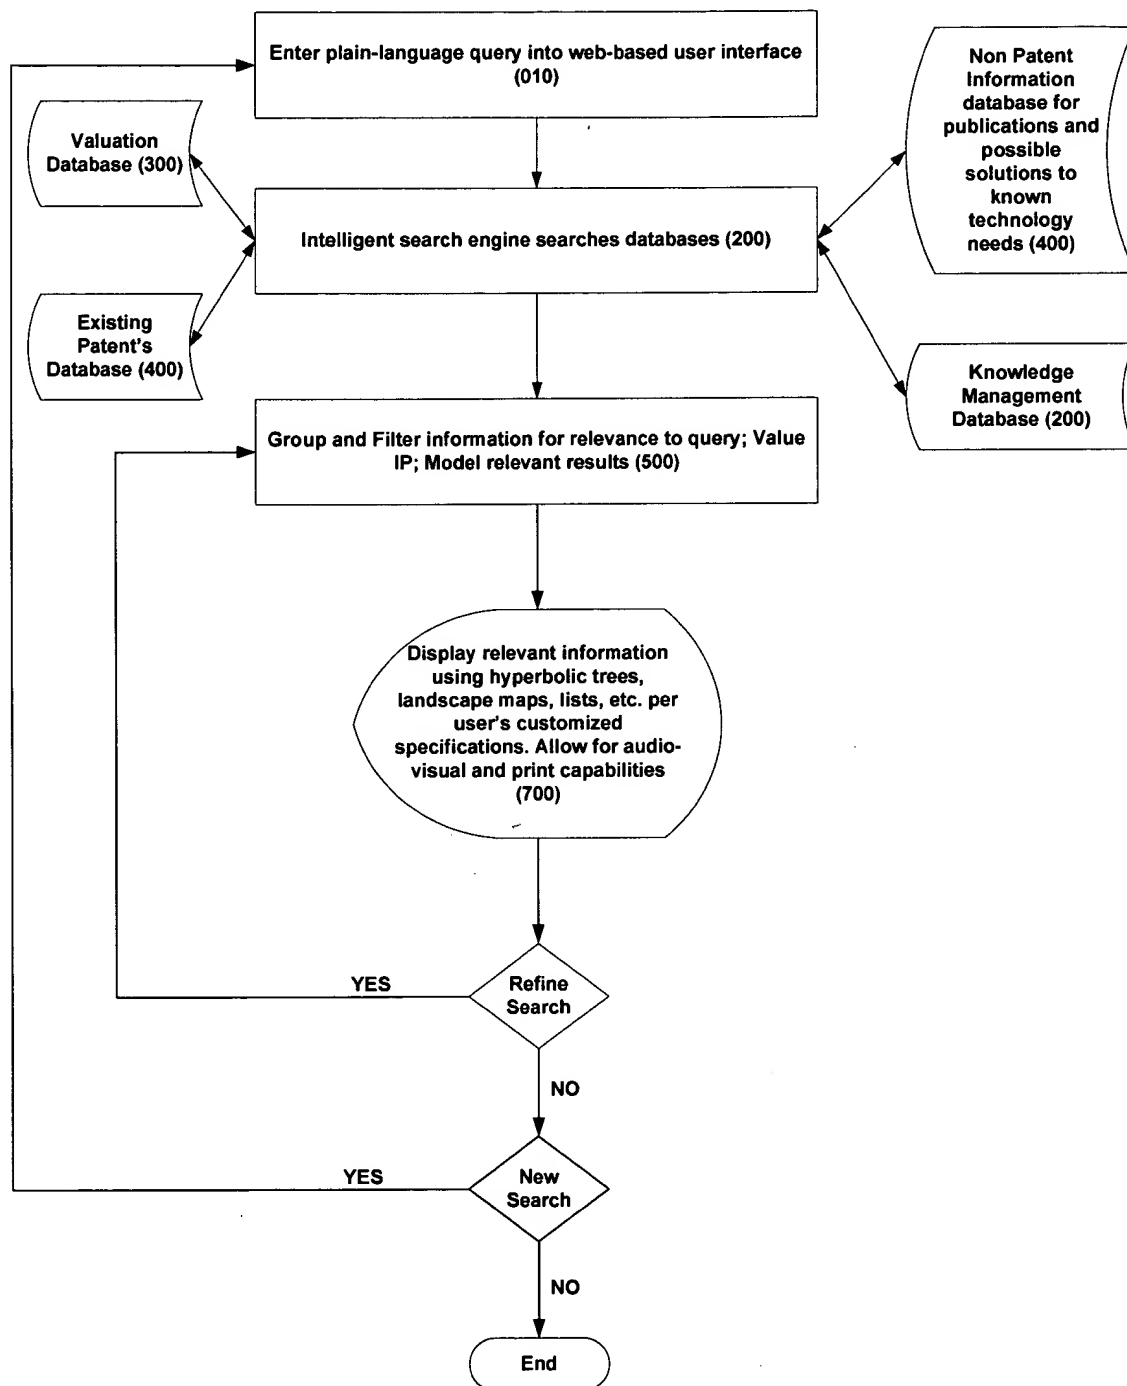 Enter plain-language query into web-based user interface
(010)
Valuation
Database (300)
Non Patent
Information
database for
publications and
possible
solutions to
known
technology
needs (400)
Intelligent search engine searches databases (200)
Existing
Patent's
Database (400)
Knowledge
Management
Database (200)
Group and Filter information for relevance to query; Value
IP; Model relevant results (500)
Display relevant information
using hyperbolic trees,
landscape maps, lists, etc. per
user's customized
specifications. Allow for audio-
visual and print capabilities
(700)
Refine
Search
YES
NO
New
Search
YES
NO
End